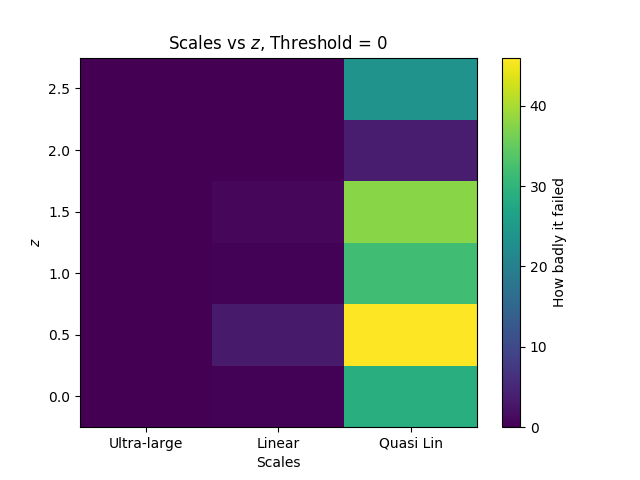 Scales vs z, Threshold = 0
2.5
2.0
1.5
1.0
0.5
0.0
z
Ultra-large Linear Quasi Lin
Scales
40
30
20
10
0
How badly it failed